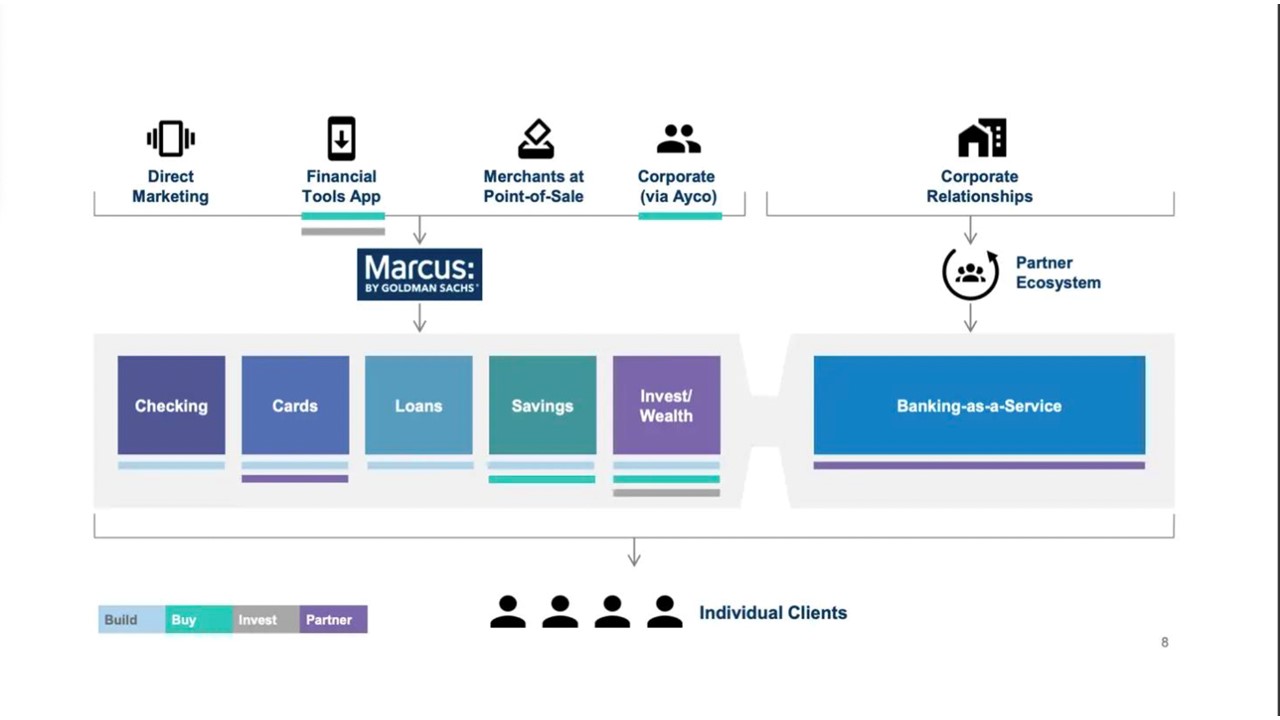 Direct
Marketing
Financial
Tools App
Merchants at
Point-of-Sale
Corporate
(via Ayco)
Corporate
Relationships
Marcus:
BY GOLDMAN SACHS®
Partner
Ecosystem
Checking
Cards
Loans
Savings
Invest/
Wealth
Banking-as-a-Service
Build
Buy
Invest
Partner
Individual Clients
8